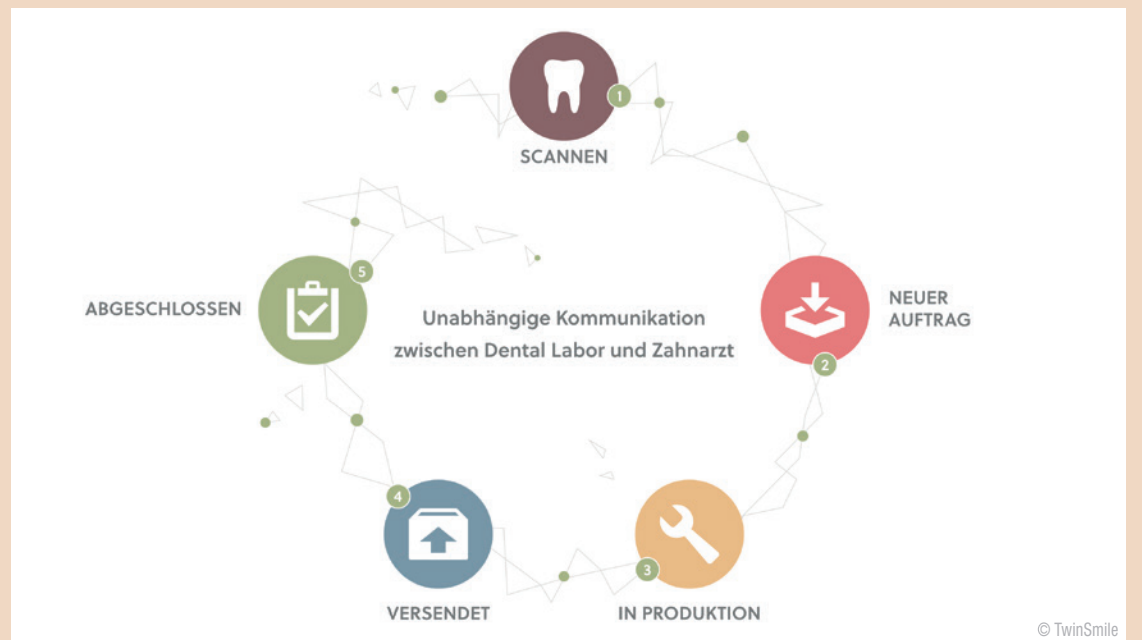 1
SCANNEN
5
ABGESCHLOSSEN
NEUER
AUFTRAG
2
Unabhängige Kommunikation
zwischen Dental Labor und Zahnarzt
4
VERSENDET
3
IN PRODUKTION
© TwinSmile